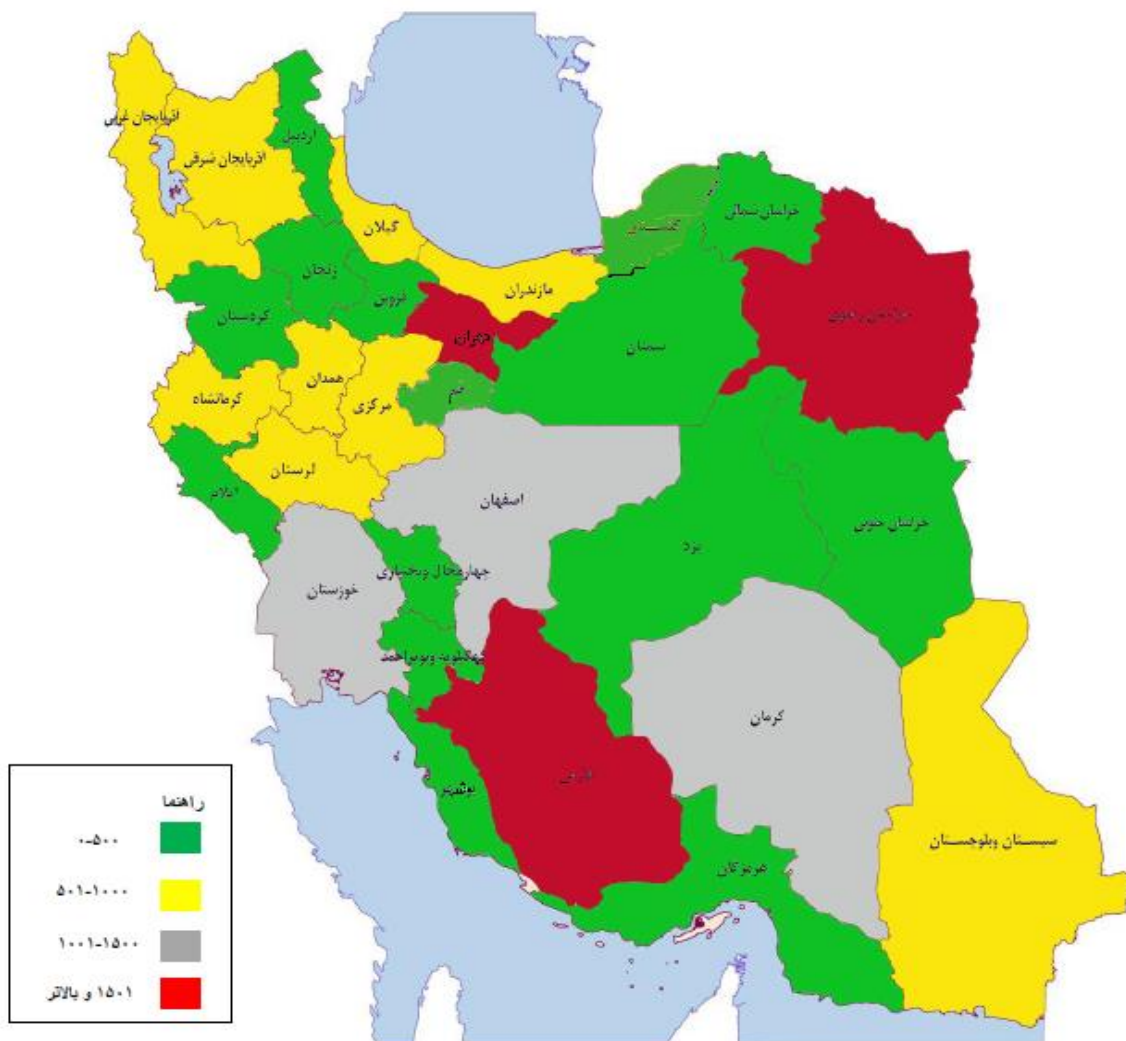 آذربایجان غربی
آذربایجان شرقی
اردبیل
گیلان
زنجان
قزوین
مازندران
گلستان
خراسان شمالی
خراسان رضوی
کردستان
تهران
سمنان
همدان
کرمانشاه
مرکزی
قم
لرستان
ایلام
اصفهان
یزد
خراسان جنوبی
چهارمحال وبختیاری
خوزستان
کهگیلویه وبویراحمد
کرمان
فارس
بوشهر
هرمزگان
سیستان وبلوچستان
راهنما
۰-۵۰۰
۵۰۱-۱۰۰۰
۱۰۰۱-۱۵۰۰
۱۵۰۱ و بالاتر